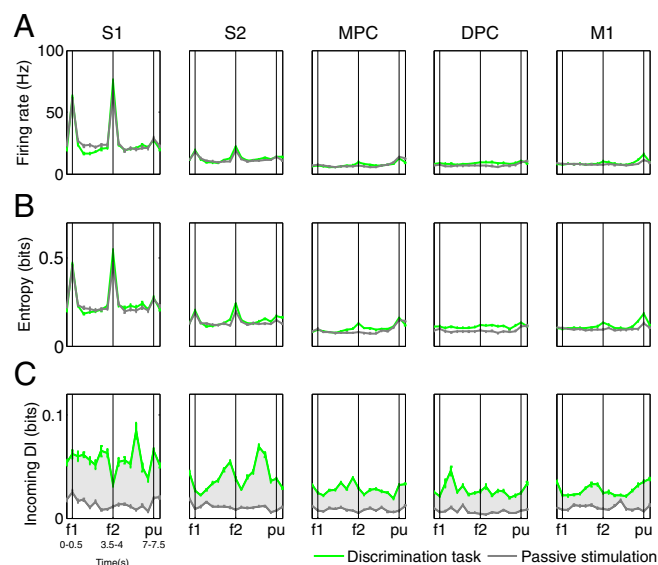 A
S1 S2 MPC DPC M1
100
50
0
Firing rate (Hz)
B
0.5
0
Entropy (bits)
C
0.1
0
Incoming DI (bits)
f1 f2 pu f1 f2 pu f1 f2 pu f1 f2 pu f1 f2 pu
0-0.5 3.5-4 7-7.5
Time(s)
Discrimination task Passive stimulation